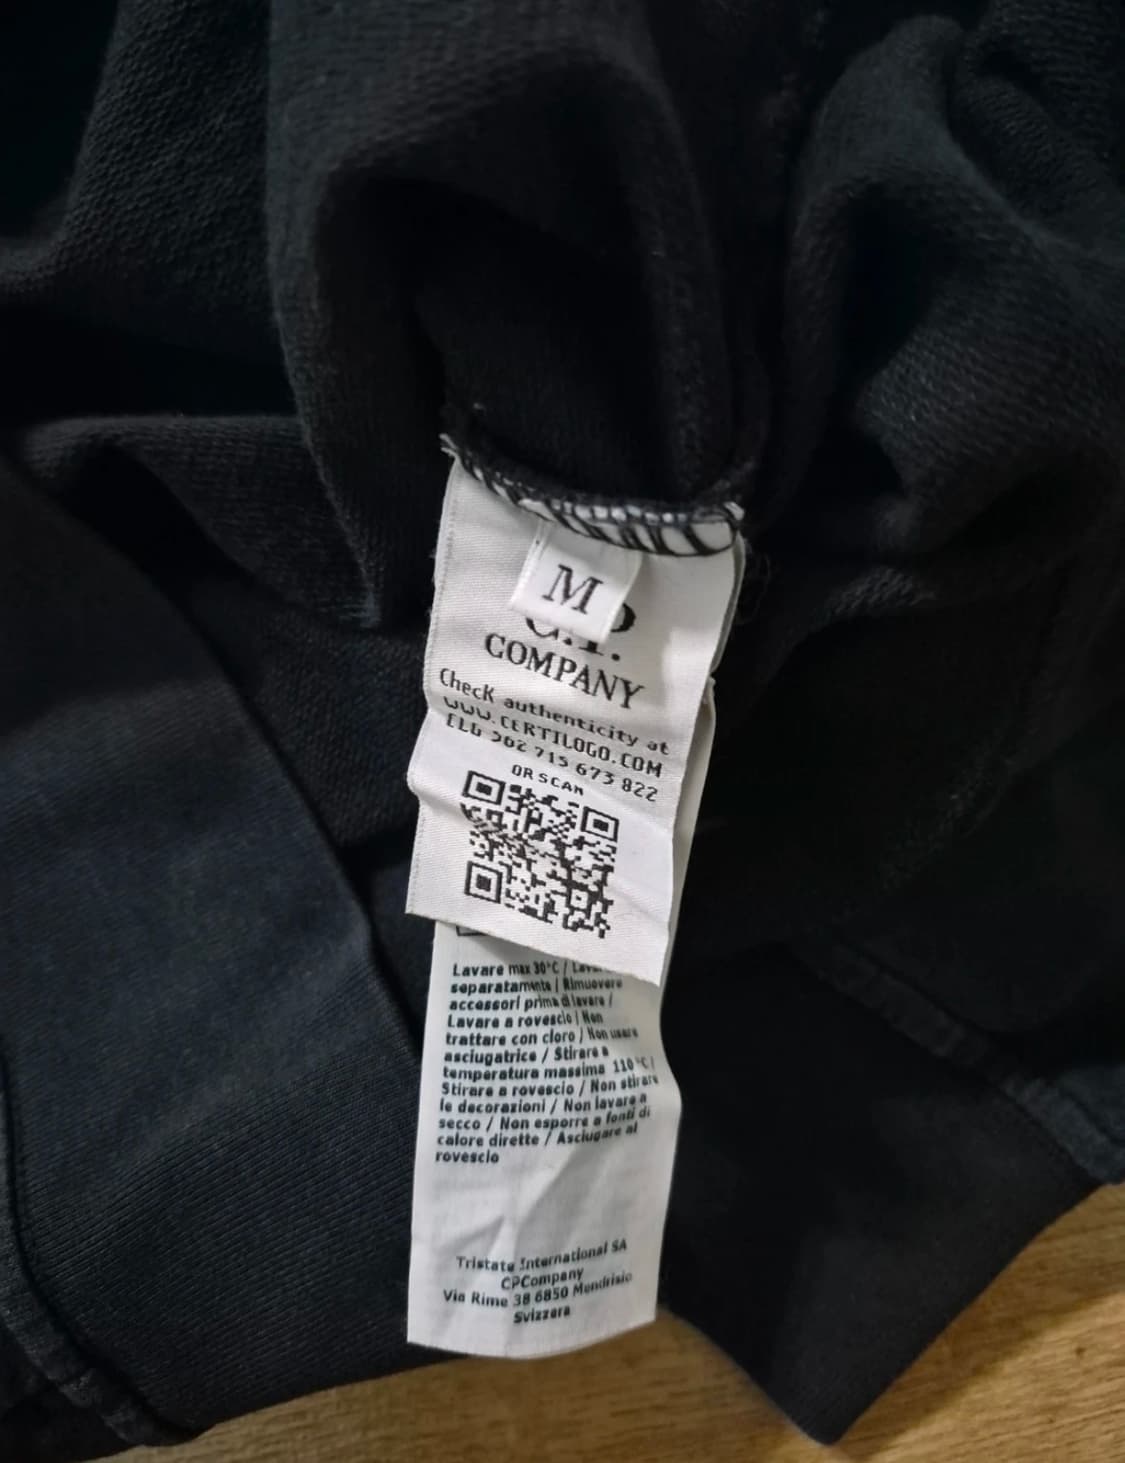 M
C.P.
COMPANY
Check authenticity at
WWW.CERTILOGO.COM
CLG 362 715 673 822
OR SCAN
Lavare max 30°C /
separatamente / Rimuovere
accessori prima di lavare /
Lavare a rovescio / Non
trattare con cloro / Non usare
asciugatrice / Stirare a
temperatura massima 110°C /
Stirare a rovescio / Non stirare
le decorazioni / Non lavare a
secco / Non esporre a fonti di
calore dirette / Asciugare al
rovescio
Tristate International SA
CPCompany
Via Rime 38 6850 Mendrisio
Svizzera